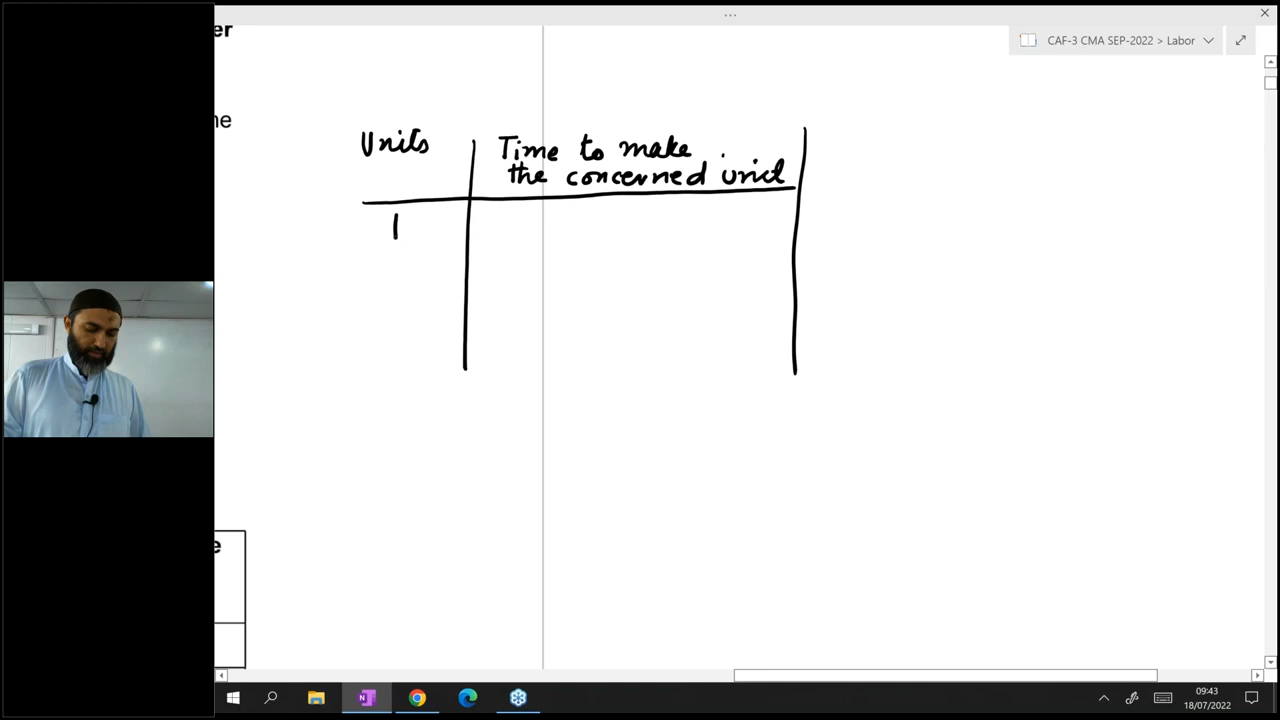 er
CAF-3 CMA SEP-2022 > Labor
ne
Units
Time to make
the concerned unit
1
e
09:43
18/07/2022